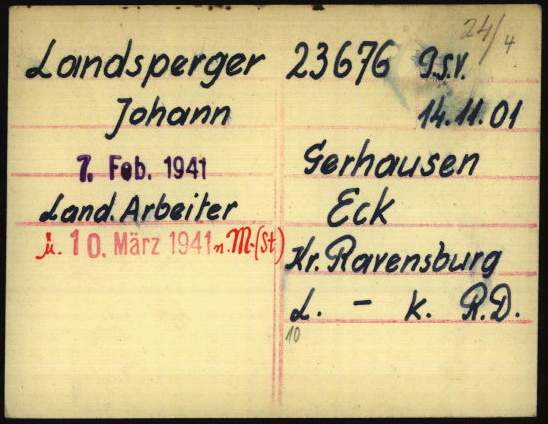 24/4
Landsperger 23676 g.s.v.
Johann 14.11.01
7. Feb. 1941 Gerhausen
Land.Arbeiter Eck
ü. 10. März 1941 n. M-(St) Kr. Ravensburg
L. - k. R.D.
10